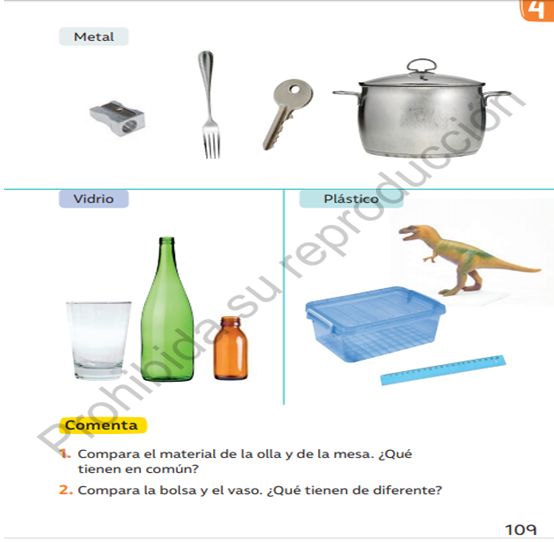 4
Metal
Vidrio
Plástico
Prohibida su reproducción
Comenta
1. Compara el material de la olla y de la mesa. ¿Qué
tienen en común?
2. Compara la bolsa y el vaso. ¿Qué tienen de diferente?
109